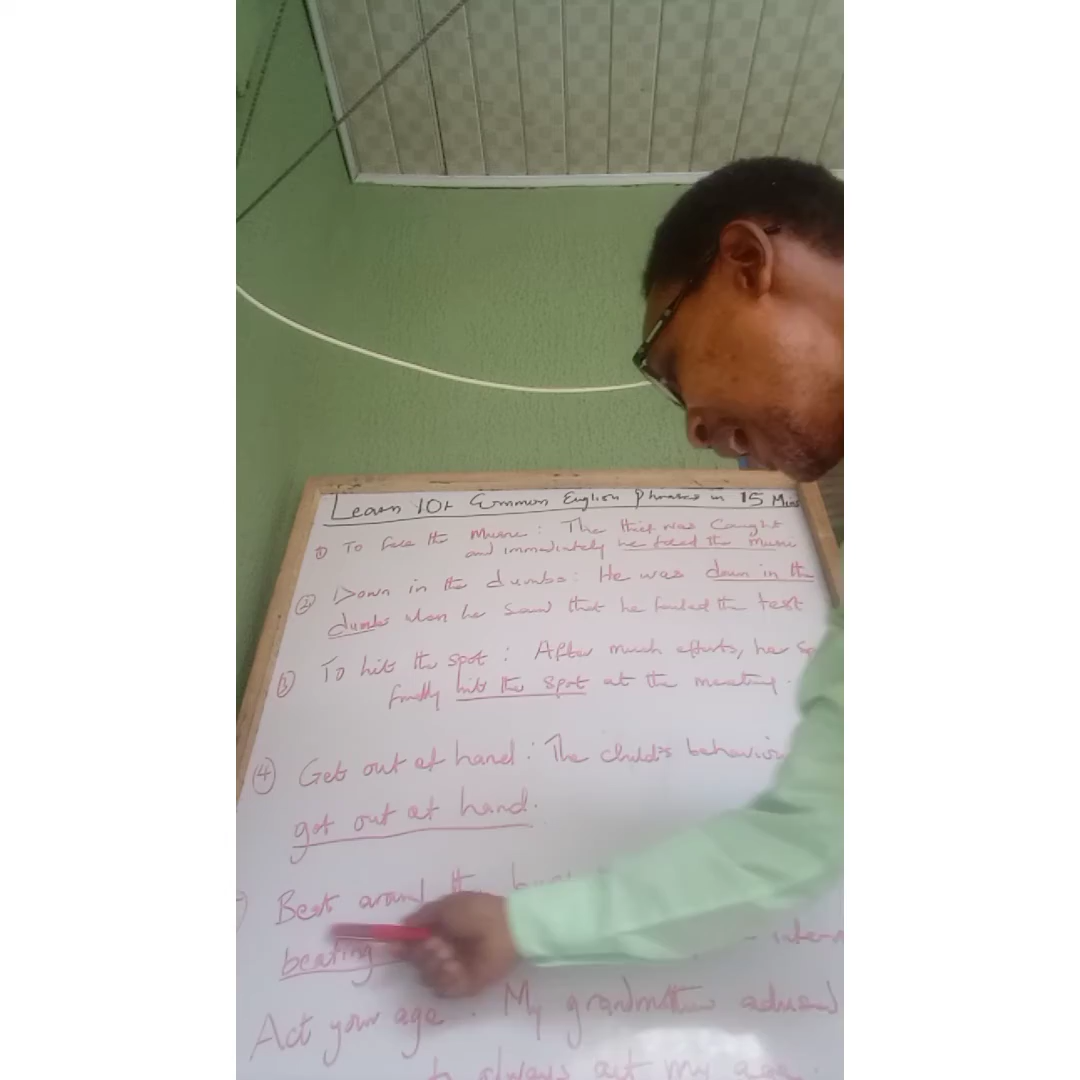 Learn 10+ Common English Phrases in 15 Mins
① To face the Music: The thief was caught
and immediately he faced the music
② Down in the dumbs: He was down in the
dumbs when he saw that he failed the test
③ To hit the spot: After much efforts, he
finally hit the spot at the meeting.
④ Gets out of hand: The child's behaviour
got out of hand.
Beat around the
beating
Act your age. My grandmother advised
to always act my age.